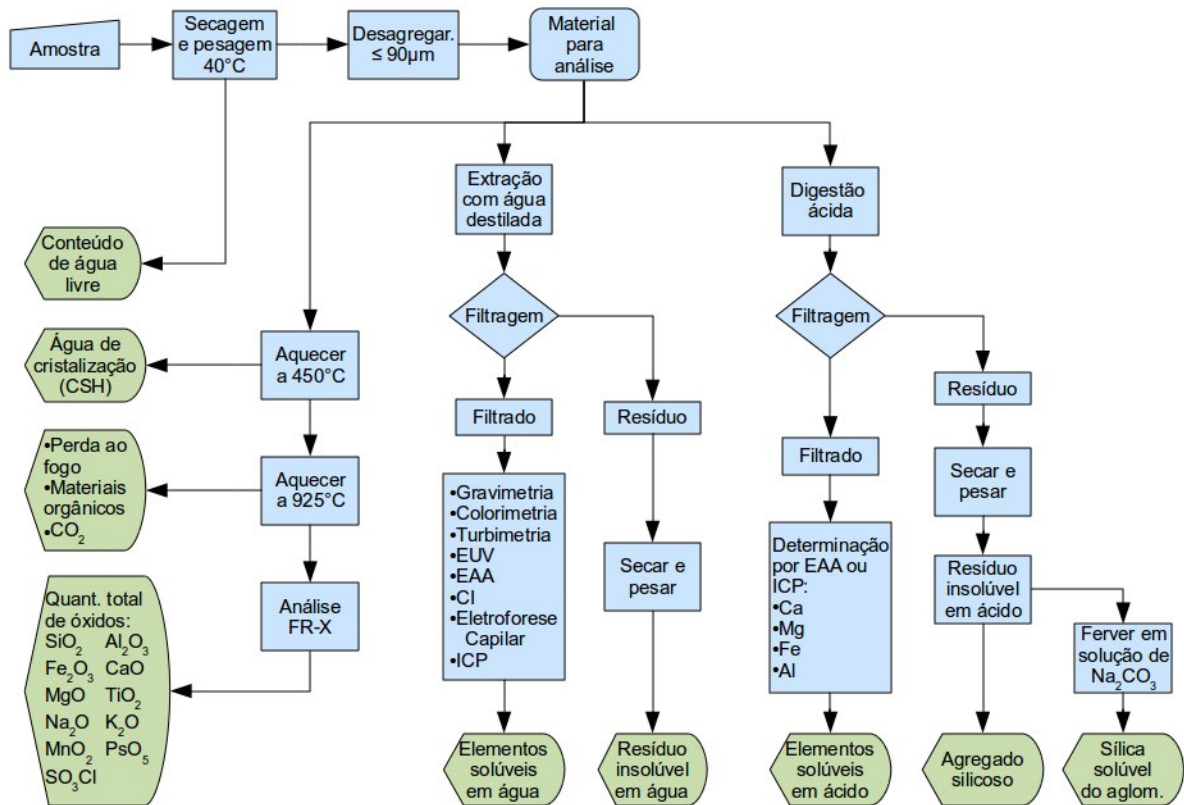 Amostra
Secagem
e pesagem
40°C
Desagregar.
≤ 90µm
Material
para
análise
Extração
com água
destilada
Digestão
ácida
Conteúdo
de água
livre
Filtragem
Filtragem
Água de
cristalização
(CSH)
Aquecer
a 450°C
Filtrado
Resíduo
Resíduo
•Perda ao
fogo
•Materiais
orgânicos
•CO₂
Aquecer
a 925°C
Filtrado
Secar e
pesar
•Gravimetria
•Colorimetria
•Turbimetria
•EUV
•EAA
•CI
•Eletroforese
Capilar
•ICP
Secar e
pesar
Determinação
por EAA ou
ICP:
•Ca
•Mg
•Fe
•Al
Resíduo
insolúvel
em ácido
Quant. total
de óxidos:
SiO₂ Al₂O₃
Fe₂O₃ CaO
MgO TiO₂
Na₂O K₂O
MnO₂ PsO₅
SO₃Cl
Análise
FR-X
Ferver em
solução de
Na₂CO₃
Elementos
solúveis
em água
Resíduo
insolúvel
em água
Elementos
solúveis
em ácido
Agregado
silicoso
Sílica
solúvel
do aglom.